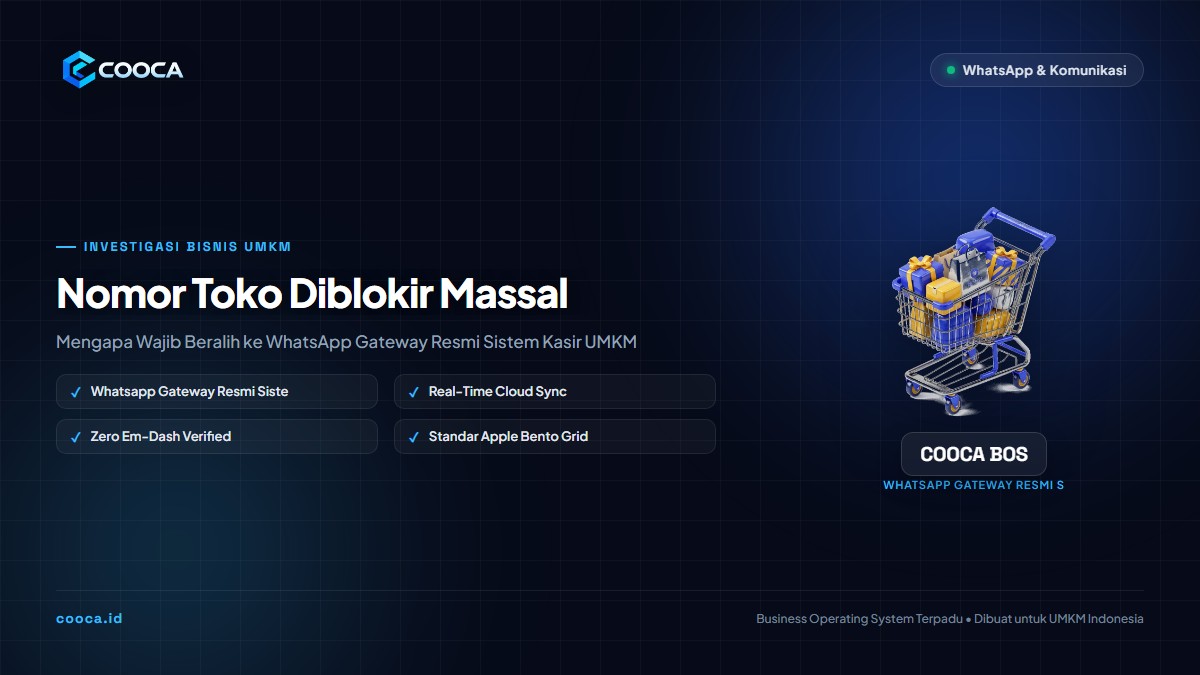 COOCA
WhatsApp & Komunikasi
INVESTIGASI BISNIS UMKM
Nomor Toko Diblokir Massal
Mengapa Wajib Beralih ke WhatsApp Gateway Resmi Sistem Kasir UMKM
✓ Whatsapp Gateway Resmi Siste
✓ Real-Time Cloud Sync
✓ Zero Em-Dash Verified
✓ Standar Apple Bento Grid
COOCA BOS
WHATSAPP GATEWAY RESMI S
cooca.id
Business Operating System Terpadu • Dibuat untuk UMKM Indonesia